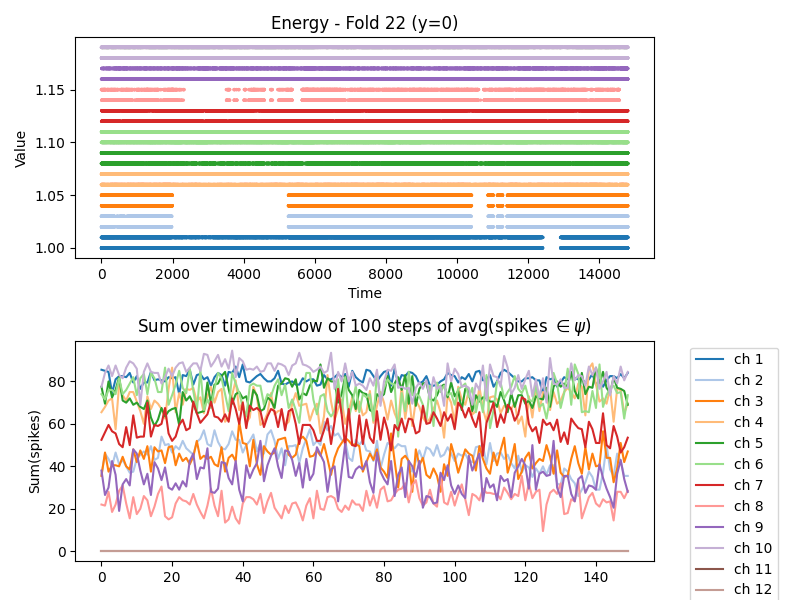 Energy - Fold 22 (y=0)
Value
1.15
1.10
1.05
1.00
0 2000 4000 6000 8000 10000 12000 14000
Time
Sum over timewindow of 100 steps of avg(spikes ∈ ψ)
Sum(spikes)
80
60
40
20
0
0 20 40 60 80 100 120 140
ch 1
ch 2
ch 3
ch 4
ch 5
ch 6
ch 7
ch 8
ch 9
ch 10
ch 11
ch 12